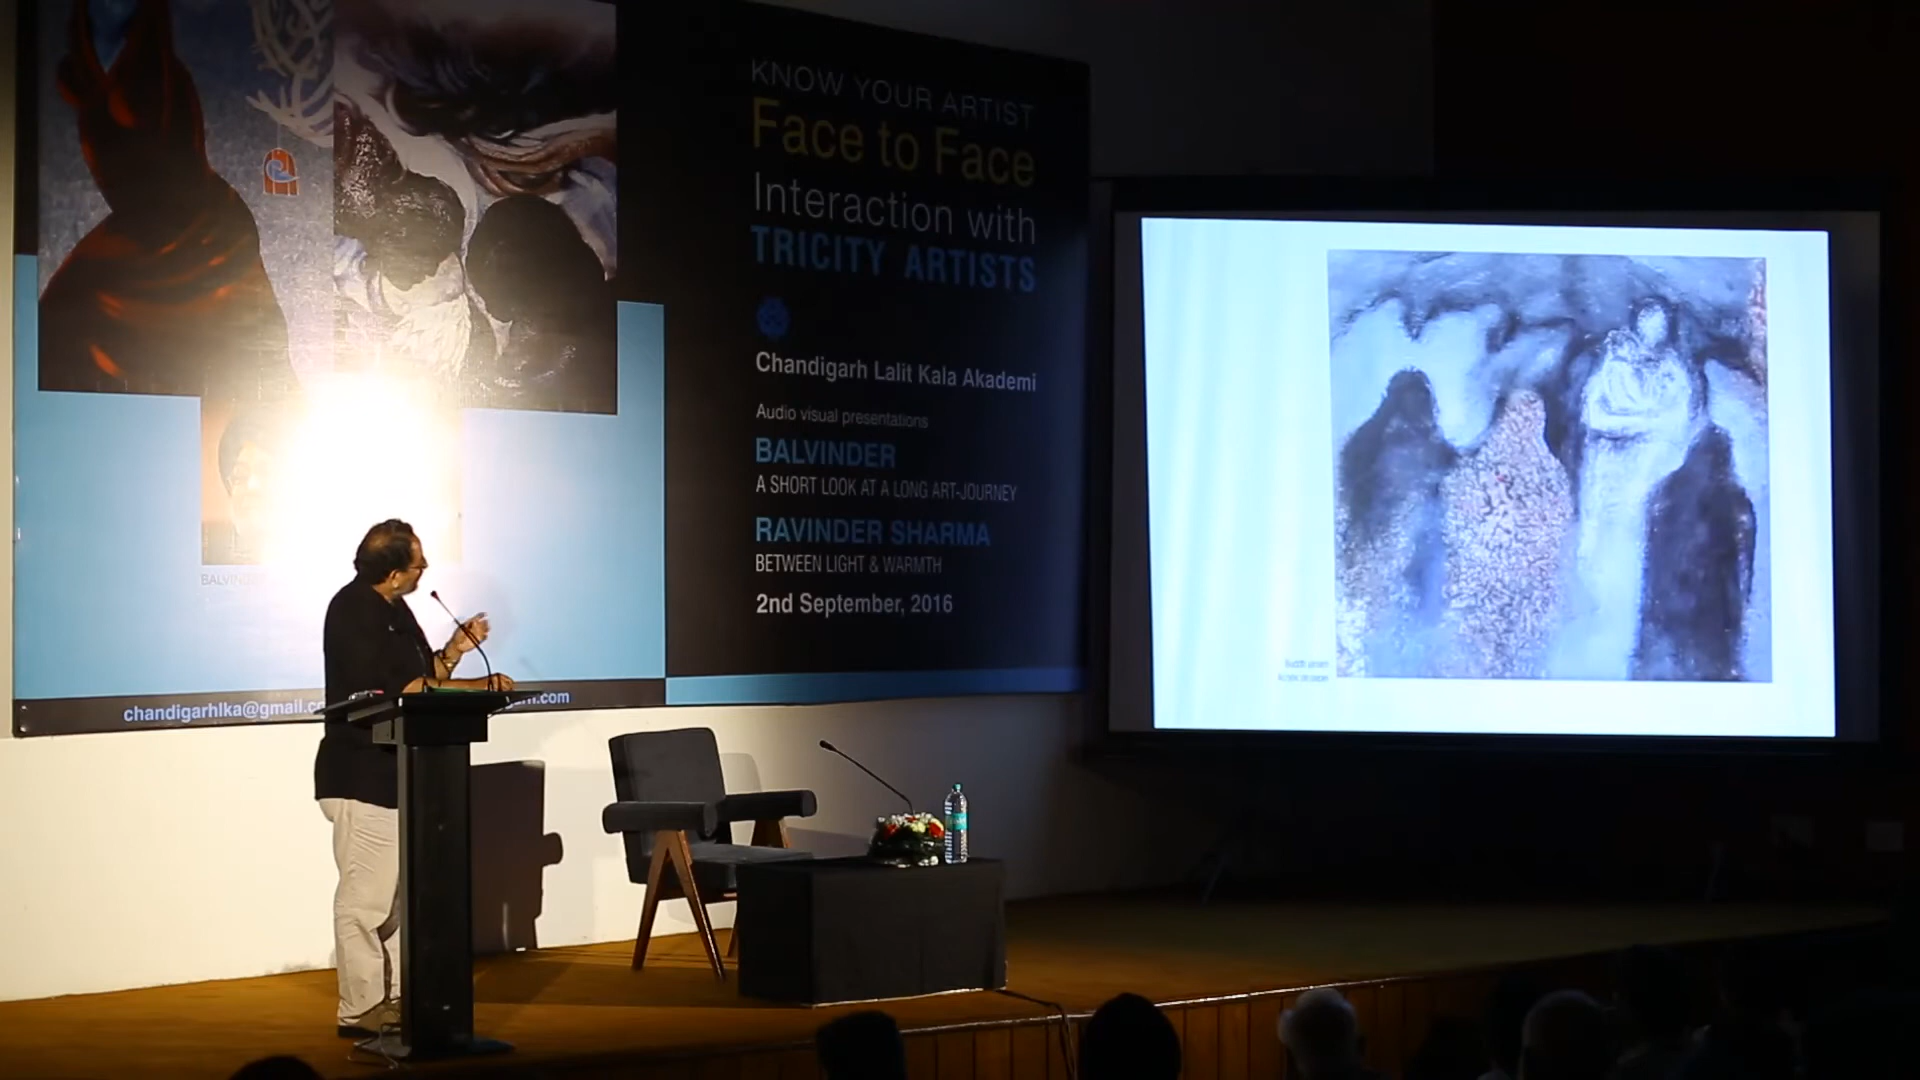 KNOW YOUR ARTIST
Face to Face
Interaction with
TRICITY ARTISTS
Chandigarh Lalit Kala Akademi
Audio visual presentations
BALVINDER
A SHORT LOOK AT A LONG ART-JOURNEY
RAVINDER SHARMA
BETWEEN LIGHT & WARMTH
2nd September, 2016
chandigarhlka@gmail.co
.com